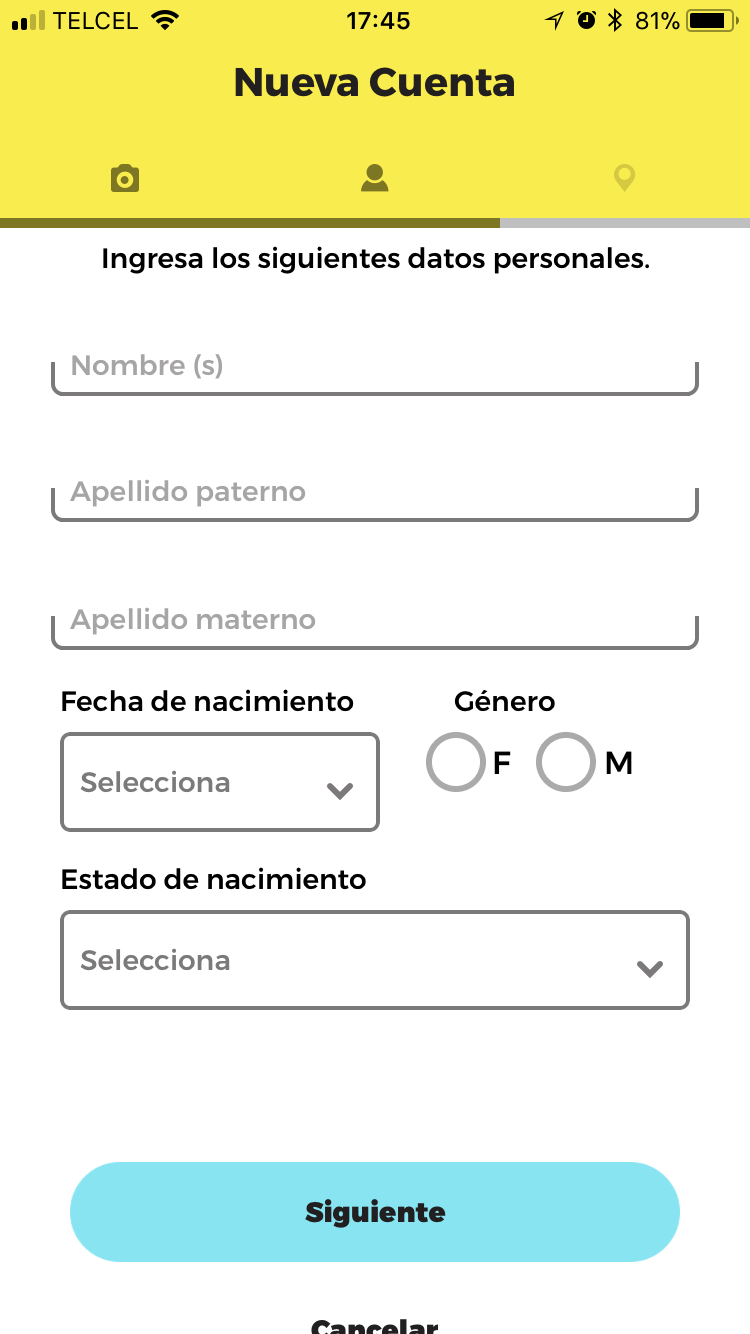 TELCEL 17:45 81%
Nueva Cuenta
Ingresa los siguientes datos personales.
Nombre (s)
Apellido paterno
Apellido materno
Fecha de nacimiento Género
Selecciona F M
Estado de nacimiento
Selecciona
Siguiente
Cancelar